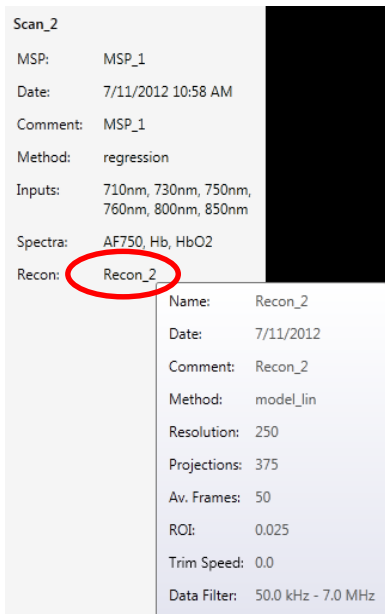 Scan_2
MSP: MSP_1
Date: 7/11/2012 10:58 AM
Comment: MSP_1
Method: regression
Inputs: 710nm, 730nm, 750nm,
760nm, 800nm, 850nm
Spectra: AF750, Hb, HbO2
Recon: Recon_2
Name: Recon_2
Date: 7/11/2012
Comment: Recon_2
Method: model_lin
Resolution: 250
Projections: 375
Av. Frames: 50
ROI: 0.025
Trim Speed: 0.0
Data Filter: 50.0 kHz - 7.0 MHz